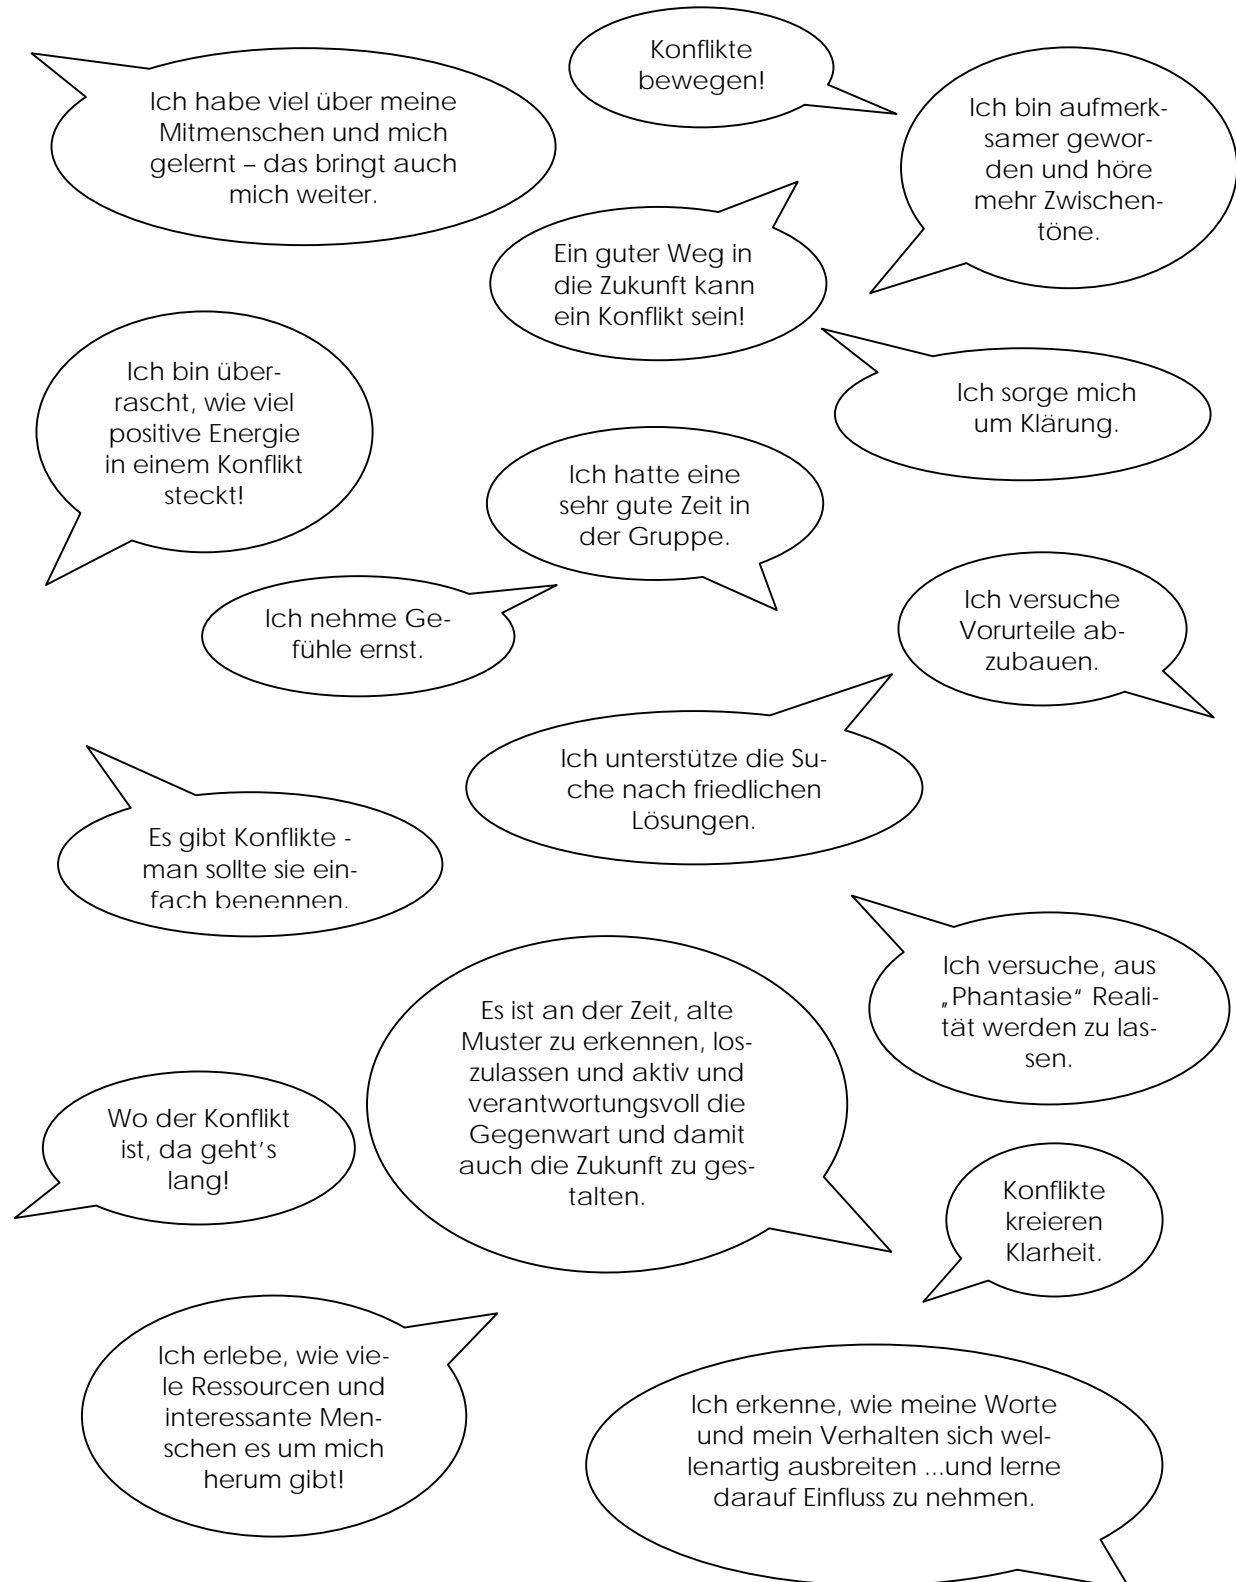 Konflikte
bewegen!
Ich habe viel über meine
Mitmenschen und mich
gelernt – das bringt auch
mich weiter.
Ich bin aufmerk-
samer gewor-
den und höre
mehr Zwischen-
töne.
Ein guter Weg in
die Zukunft kann
ein Konflikt sein!
Ich bin über-
rascht, wie viel
positive Energie
in einem Konflikt
steckt!
Ich sorge mich
um Klärung.
Ich hatte eine
sehr gute Zeit in
der Gruppe.
Ich nehme Ge-
fühle ernst.
Ich versuche
Vorurteile ab-
zubauen.
Ich unterstütze die Su-
che nach friedlichen
Lösungen.
Es gibt Konflikte -
man sollte sie ein-
fach benennen.
Ich versuche, aus
„Phantasie“ Reali-
tät werden zu las-
sen.
Es ist an der Zeit, alte
Muster zu erkennen, los-
zulassen und aktiv und
verantwortungsvoll die
Gegenwart und damit
auch die Zukunft zu ges-
talten.
Wo der Konflikt
ist, da geht’s
lang!
Konflikte
kreieren
Klarheit.
Ich erlebe, wie vie-
le Ressourcen und
interessante Men-
schen es um mich
herum gibt!
Ich erkenne, wie meine Worte
und mein Verhalten sich wel-
lenartig ausbreiten ...und lerne
darauf Einfluss zu nehmen.